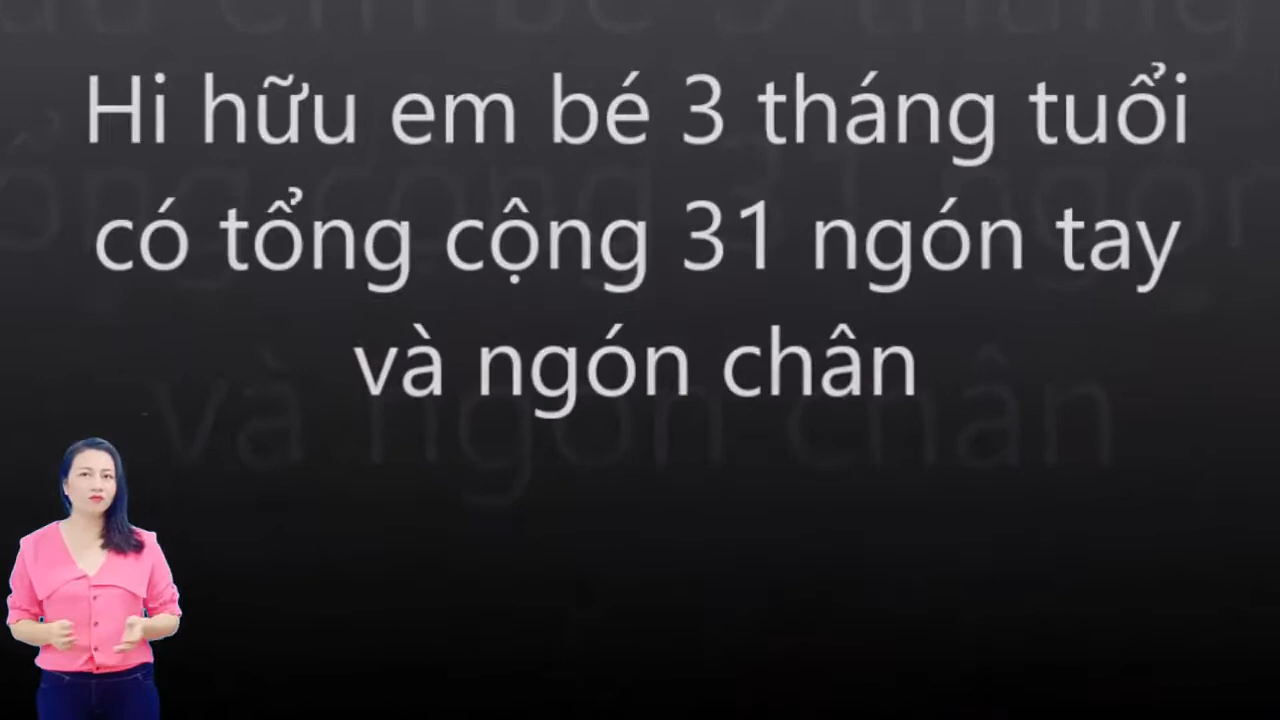 Hi hữu em bé 3 tháng tuổi
có tổng cộng 31 ngón tay
và ngón chân